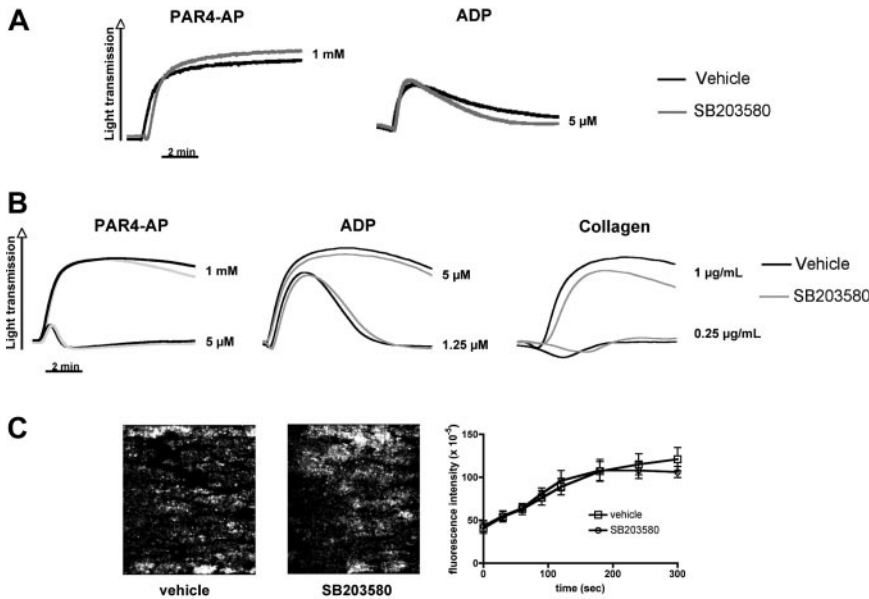 A
PAR4-AP
ADP
Light transmission
1 mM
5 µM
2 min
Vehicle
SB203580
B
PAR4-AP
ADP
Collagen
Light transmission
1 mM
5 µM
5 µM
1.25 µM
1 µg/mL
0.25 µg/mL
2 min
Vehicle
SB203580
C
vehicle
SB203580
fluorescence intensity (x 10⁻⁵)
150
100
50
0
0
100
200
300
time (sec)
vehicle
SB203580